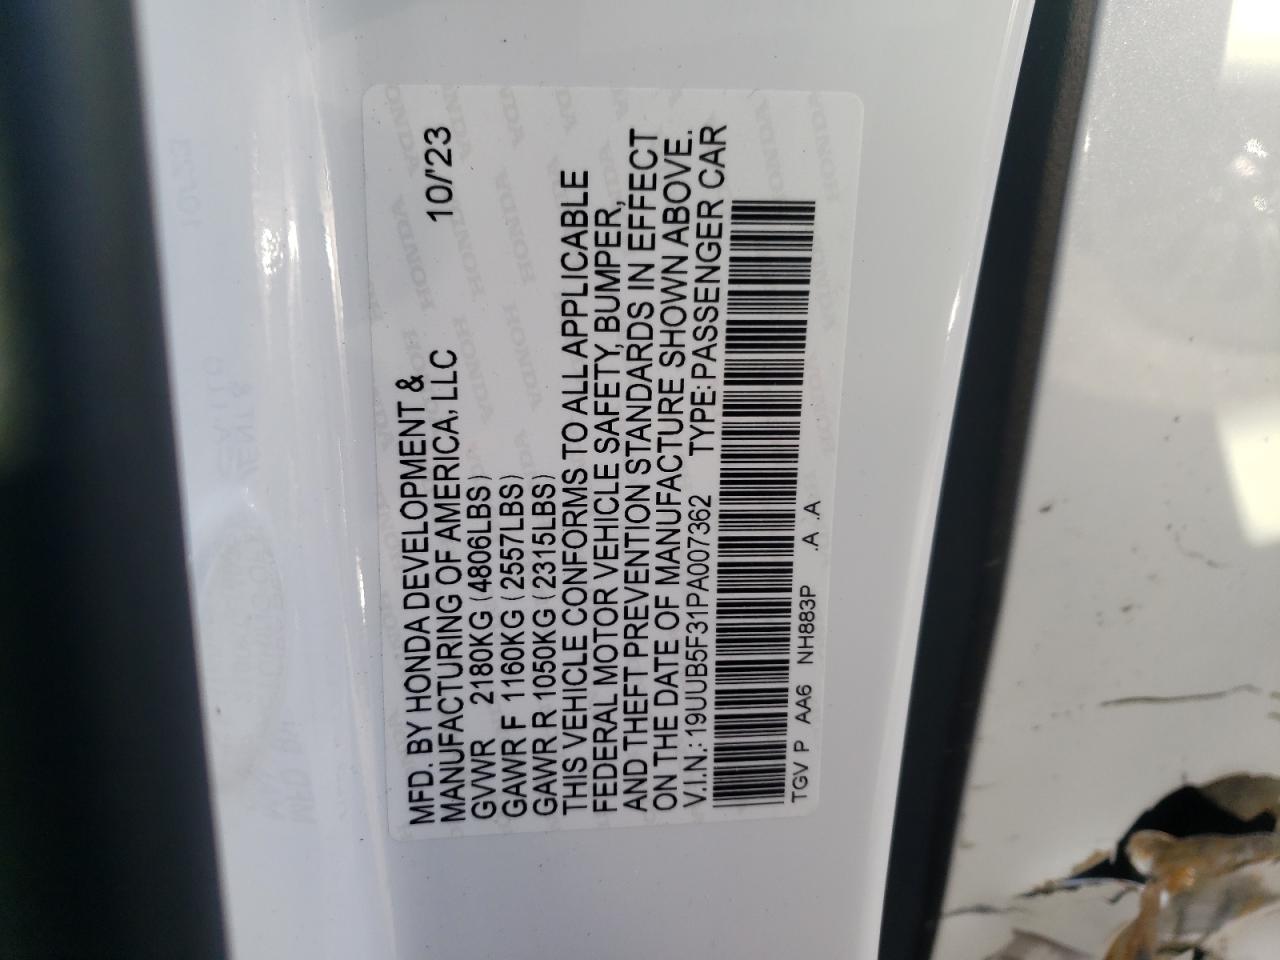 MFD. BY HONDA DEVELOPMENT &
MANUFACTURING OF AMERICA, LLC 10/'23
GVWR 2180KG (4806LBS)
GAWR F 1160KG (2557LBS)
GAWR R 1050KG (2315LBS)
THIS VEHICLE CONFORMS TO ALL APPLICABLE
FEDERAL MOTOR VEHICLE SAFETY, BUMPER,
AND THEFT PREVENTION STANDARDS IN EFFECT
ON THE DATE OF MANUFACTURE SHOWN ABOVE.
V.I.N.: 19UUB5F31PA007362 TYPE: PASSENGER CAR
TGV P AA6 NH883P .A .A